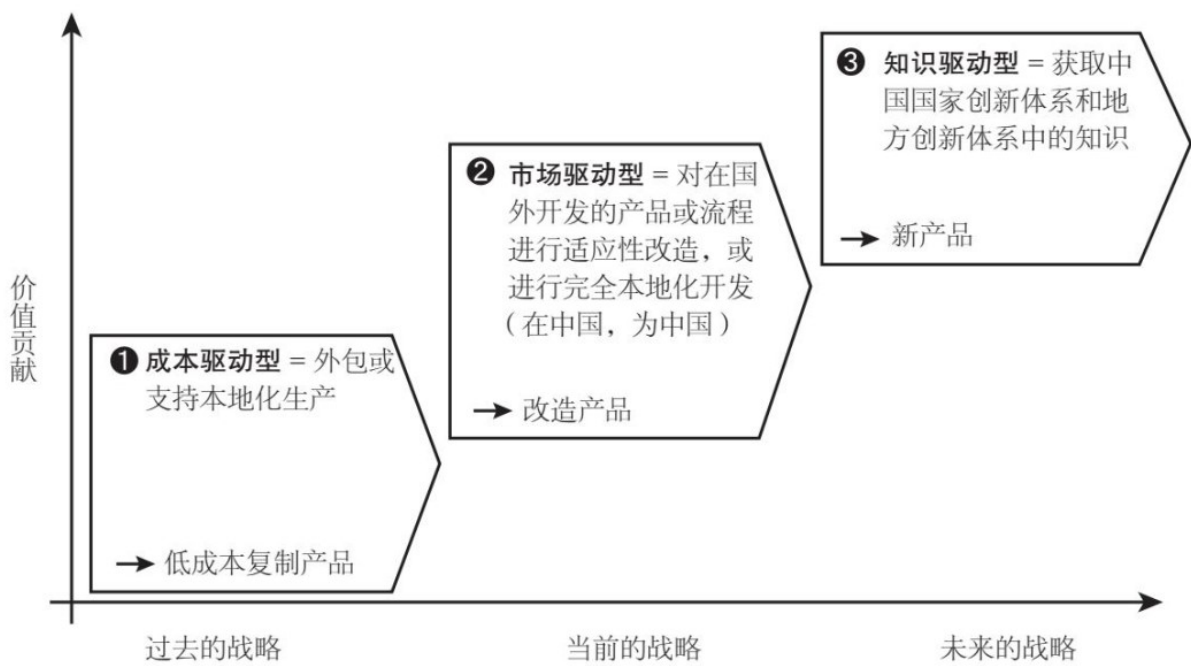 价值贡献
❶ 成本驱动型 = 外包或
支持本地化生产
→ 低成本复制产品
❷ 市场驱动型 = 对在国
外开发的产品或流程
进行适应性改造，或
进行完全本地化开发
（在中国，为中国）
→ 改造产品
❸ 知识驱动型 = 获取中
国国家创新体系和地
方创新体系中的知识
→ 新产品
过去的战略
当前的战略
未来的战略